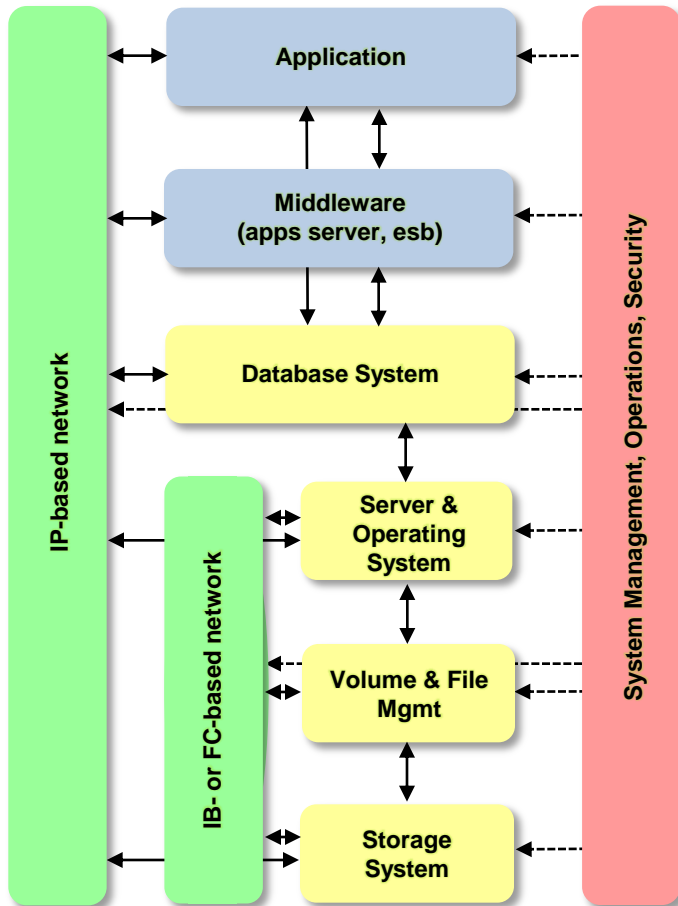 Application
Middleware
(apps server, esb)
Database System
Server &
Operating
System
Volume & File
Mgmt
Storage
System
IP-based network
IB- or FC-based network
System Management, Operations, Security